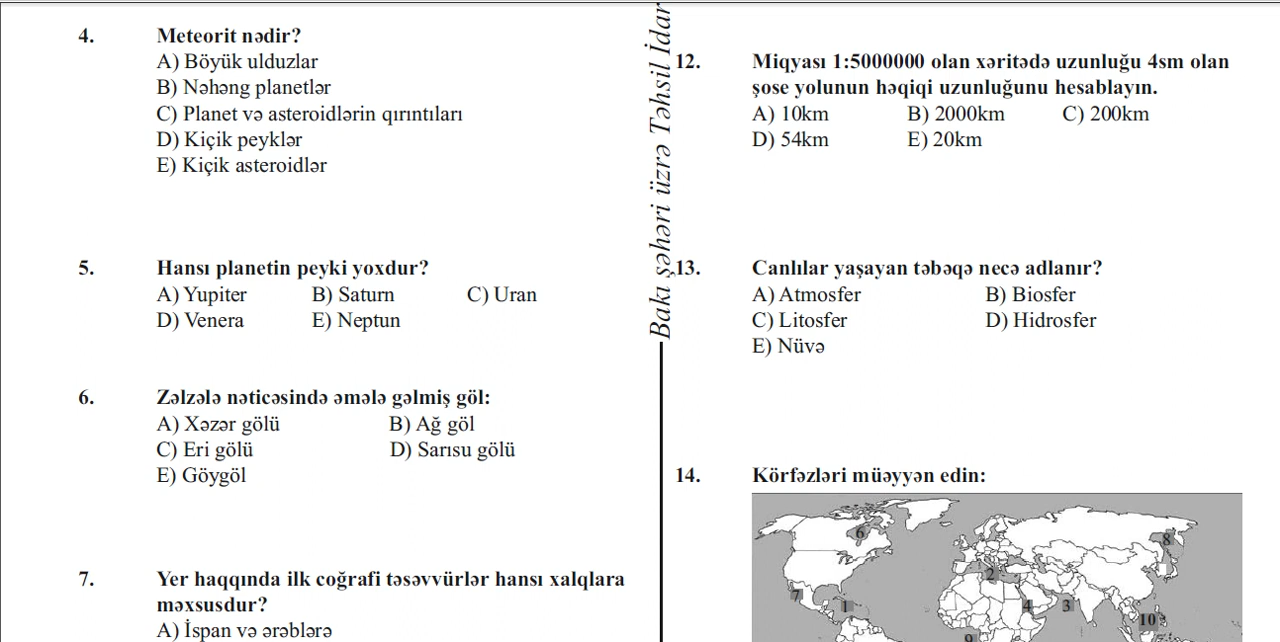 4. Meteorit nədir?
A) Böyük ulduzlar
B) Nəhəng planetlər
C) Planet və asteroidlərin qırıntıları
D) Kiçik peyklər
E) Kiçik asteroidlər
5. Hansı planetin peyki yoxdur?
A) Yupiter B) Saturn C) Uran
D) Venera E) Neptun
6. Zəlzələ nəticəsində əmələ gəlmiş göl:
A) Xəzər gölü B) Ağ göl
C) Eri gölü D) Sarısu gölü
E) Göygöl
7. Yer haqqında ilk coğrafi təsəvvürlər hansı xalqlara
məxsusdur?
A) İspan və ərəblərə
Bakı şəhəri üzrə Təhsil İdar
12. Miqyası 1:5000000 olan xəritədə uzunluğu 4sm olan
şose yolunun həqiqi uzunluğunu hesablayın.
A) 10km B) 2000km C) 200km
D) 54km E) 20km
13. Canlılar yaşayan təbəqə necə adlanır?
A) Atmosfer B) Biosfer
C) Litosfer D) Hidrosfer
E) Nüvə
14. Körfəzləri müəyyən edin:
6
8
2
7
1
4
3
10
9